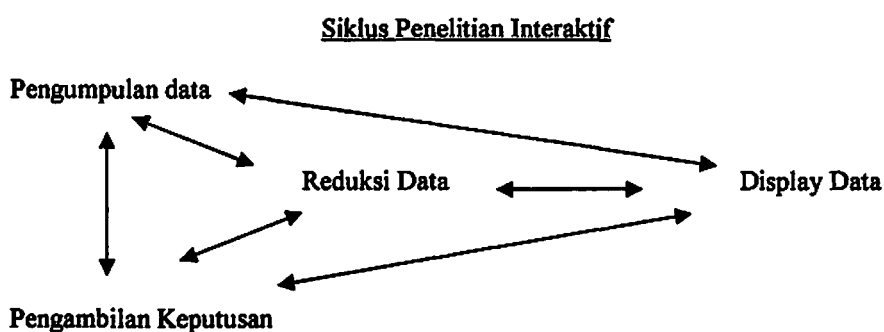 Siklus Penelitian Interaktif
Pengumpulan data
Reduksi Data
Display Data
Pengambilan Keputusan